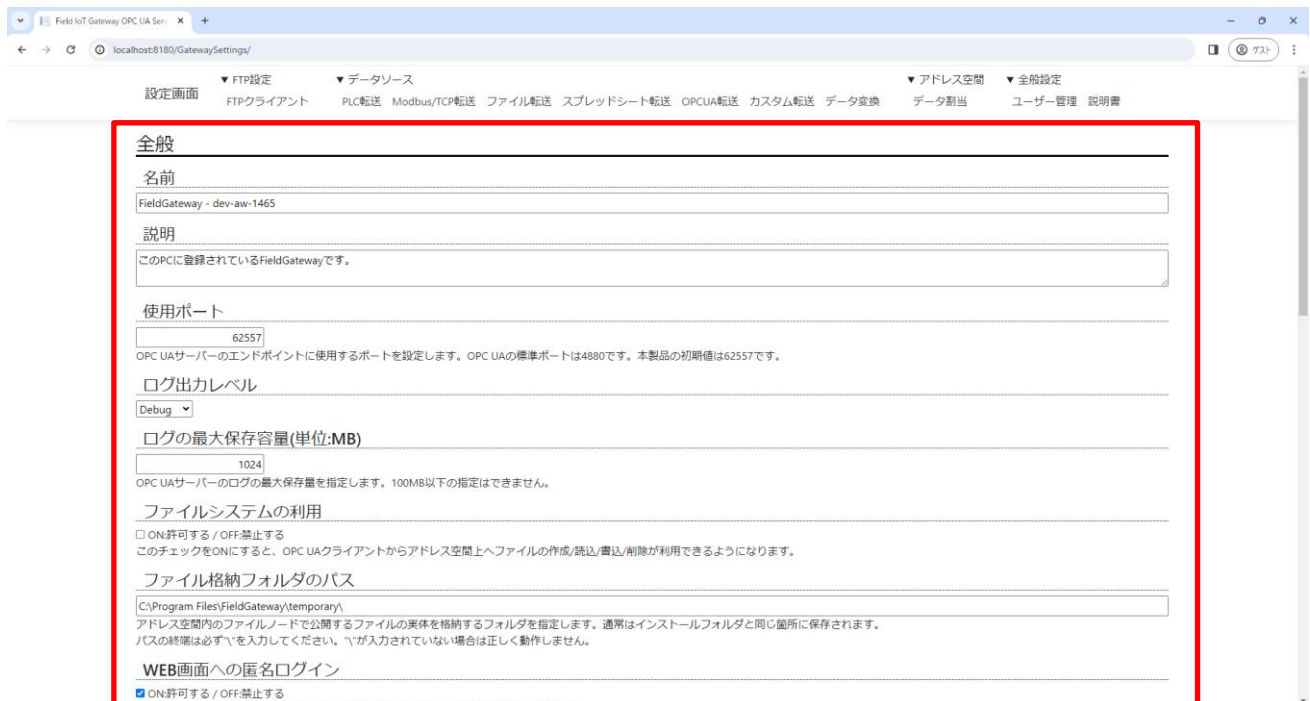 Field IoT Gateway OPC UA Ser
localhost:8180/GatewaySettings/
ゲスト
設定画面
▼ FTP設定
FTPクライアント
▼ データソース
PLC転送 Modbus/TCP転送 ファイル転送 スプレッドシート転送 OPCUA転送 カスタム転送 データ変換
▼ アドレス空間
データ割当
▼ 全般設定
ユーザー管理 説明書
全般
名前
FieldGateway - dev-aw-1465
説明
このPCに登録されているFieldGatewayです。
使用ポート
62557
OPC UAサーバーのエンドポイントに使用するポートを設定します。OPC UAの標準ポートは4880です。本製品の初期値は62557です。
ログ出力レベル
Debug
ログの最大保存容量(単位:MB)
1024
OPC UAサーバーのログの最大保存量を指定します。100MB以下の指定はできません。
ファイルシステムの利用
ON:許可する / OFF:禁止する
このチェックをONにすると、OPC UAクライアントからアドレス空間上へファイルの作成/読込/書込/削除が利用できるようになります。
ファイル格納フォルダのパス
C:\Program Files\FieldGateway\temporary\
アドレス空間内のファイルノードで公開するファイルの実体を格納するフォルダを指定します。通常はインストールフォルダと同じ箇所に保存されます。
パスの終端は必ず"\"を入力してください。"\"が入力されていない場合は正しく動作しません。
WEB画面への匿名ログイン
ON:許可する / OFF:禁止する